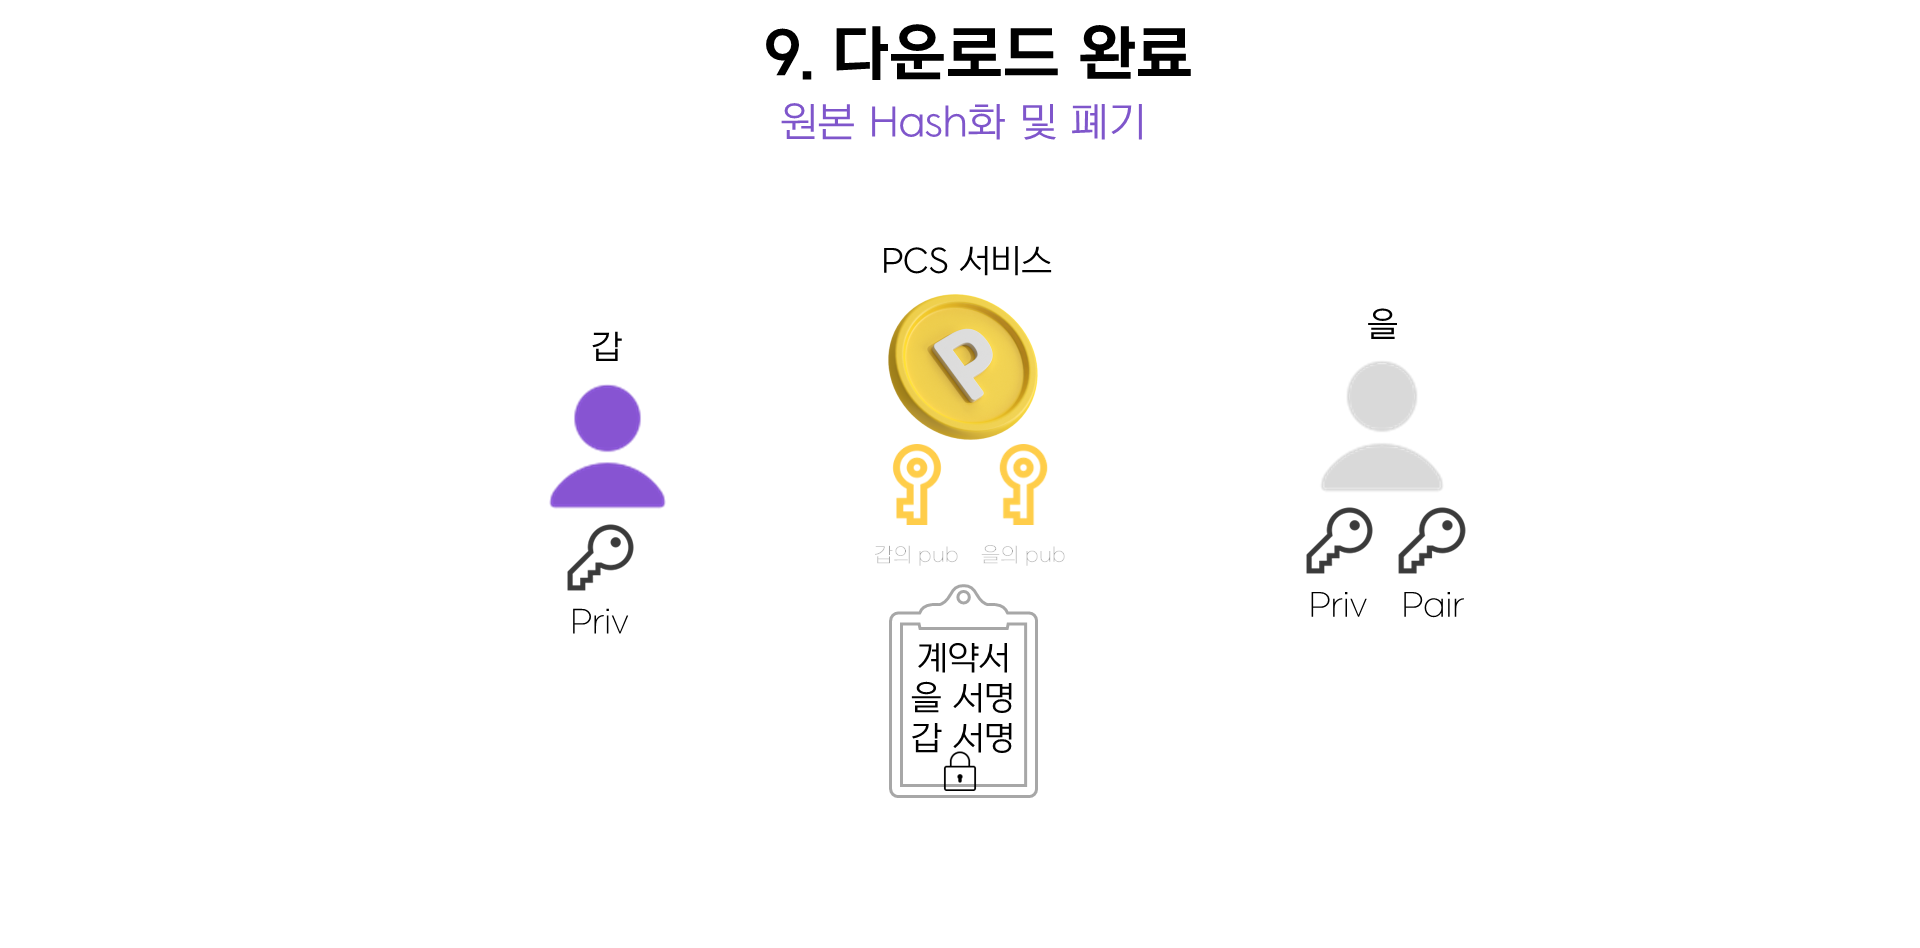 9. 다운로드 완료
원본 Hash화 및 폐기
PCS 서비스
갑
을
P
갑의 pub
을의 pub
Priv
Priv
Pair
계약서
을 서명
갑 서명